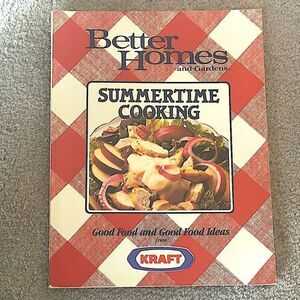 Better
Homes
and Gardens
SUMMERTIME
COOKING
Good Food and Good Food Ideas
from
KRAFT